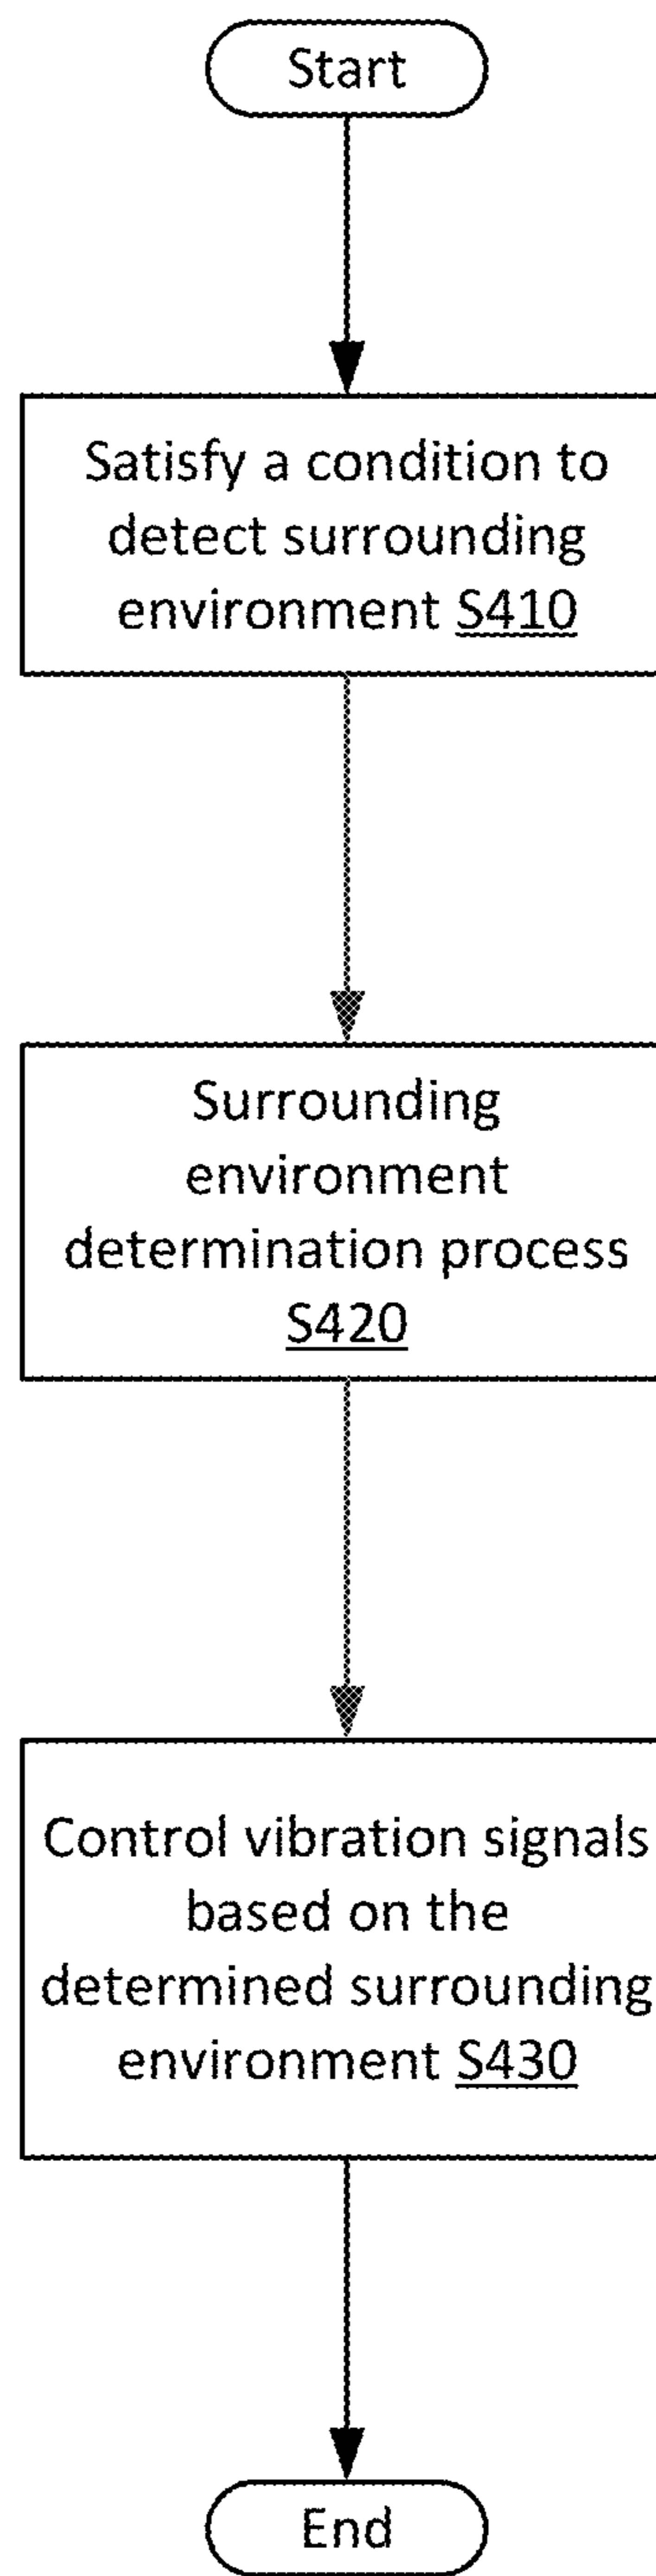 Start
Satisfy a condition to
detect surrounding
environment S410
Surrounding
environment
determination process
S420
Control vibration signals
based on the
determined surrounding
environment S430
End